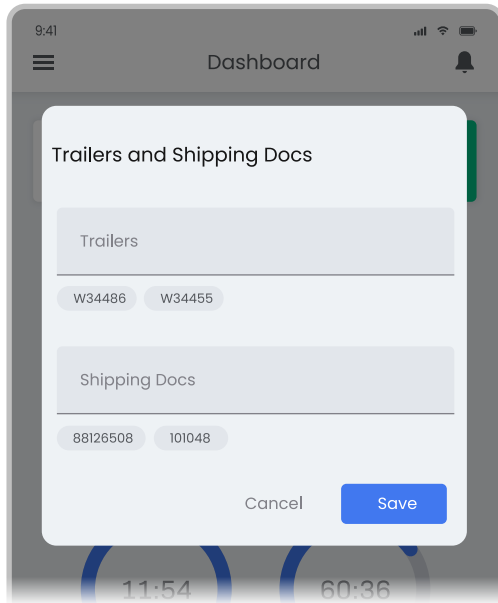 9:41
Dashboard
Trailers and Shipping Docs
Trailers
W34486 W34455
Shipping Docs
88126508 101048
Cancel Save
11:54 60:36